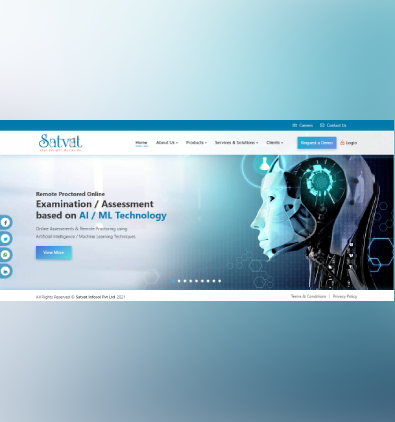 Careers Contact Us
Satvat
Home About Us Products Services & Solutions Clients Request a Demo Login
Remote Proctored Online
Examination / Assessment
based on AI / ML Technology
Online Assessments & Remote Proctoring using
Artificial Intelligence / Machine Learning Techniques
View More
All Rights Reserved © Satvat Infosol Pvt Ltd. 2021
Terms & Conditions | Privacy Policy